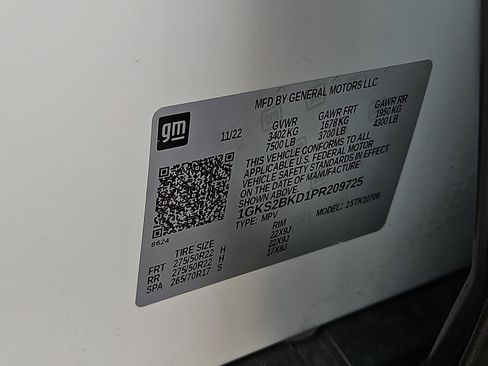 MFD BY GENERAL MOTORS LLC
gm
11/22 GVWR GAWR FRT GAWR RR
3402 KG 1678 KG 1950 KG
7500 LB 3700 LB 4300 LB
THIS VEHICLE CONFORMS TO ALL
APPLICABLE U.S. FEDERAL MOTOR
VEHICLE SAFETY STANDARDS IN EFFECT
ON THE DATE OF MANUFACTURE
SHOWN ABOVE
1GKS2BKD1PR209725
TYPE: MPV MODEL: 15TK10706
8624
TIRE SIZE RIM
FRT 275/50R22 H 22X9J
RR 275/50R22 H 22X9J
SPA 265/70R17 S 17X8J